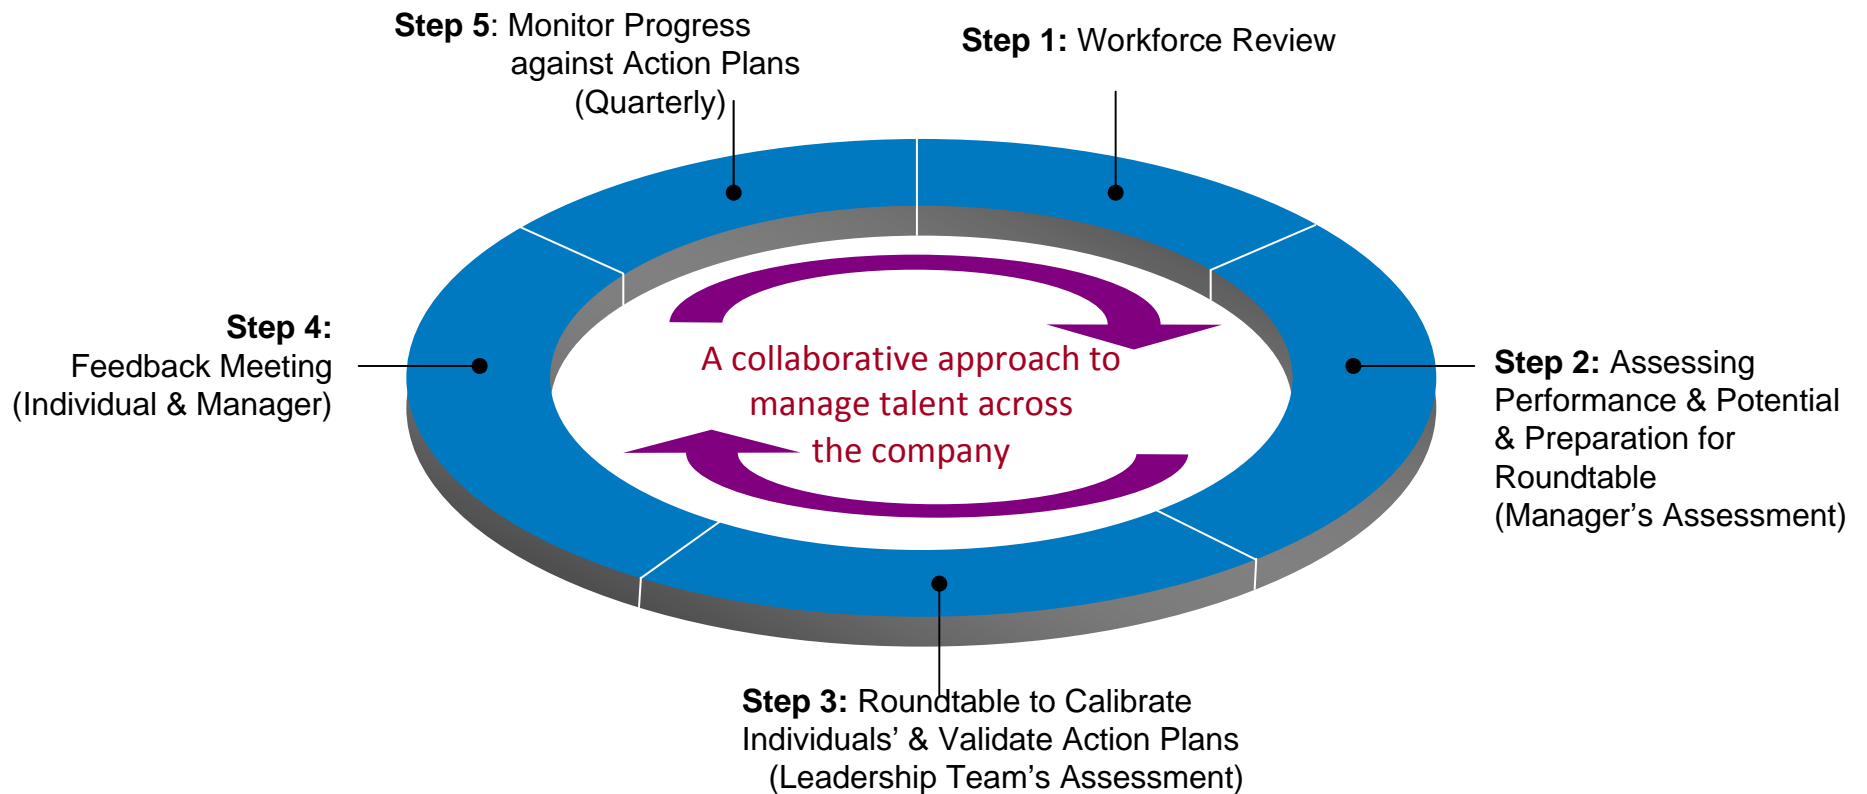 Step 5: Monitor Progress
against Action Plans
(Quarterly)
Step 1: Workforce Review
Step 4:
Feedback Meeting
(Individual & Manager)
A collaborative approach to
manage talent across
the company
Step 2: Assessing
Performance & Potential
& Preparation for
Roundtable
(Manager’s Assessment)
Step 3: Roundtable to Calibrate
Individuals’ & Validate Action Plans
(Leadership Team’s Assessment)